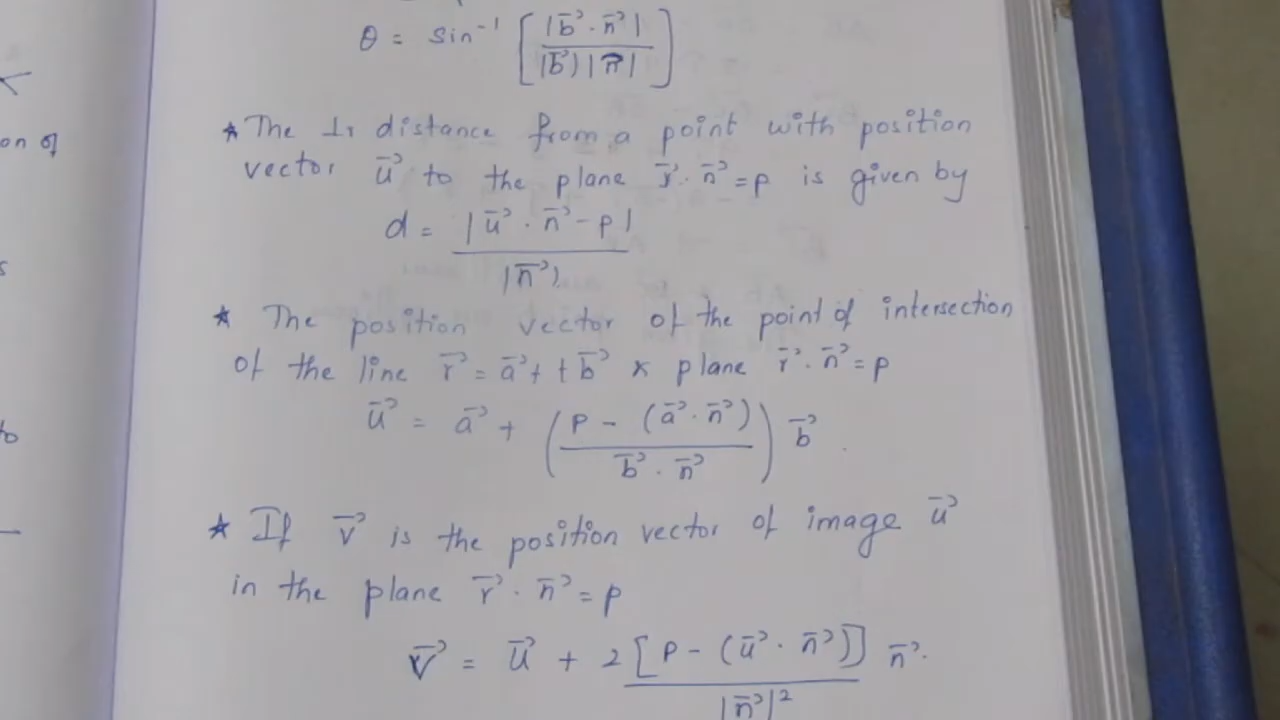 θ = sin⁻¹ [ |b⃗ · n⃗| / |b⃗| |n⃗| ]
* The ⊥r distance from a point with position
on of
vector u⃗ to the plane r⃗ · n⃗ = p is given by
d = |u⃗ · n⃗ - p| / |n⃗|
* The position vector of the point of intersection
of the line r⃗ = a⃗ + t b⃗ & plane r⃗ · n⃗ = p
u⃗ = a⃗ + ( p - (a⃗ · n⃗) / b⃗ · n⃗ ) b⃗
* If v⃗ is the position vector of image u⃗
in the plane r⃗ · n⃗ = p
v⃗ = u⃗ + 2 [p - (u⃗ · n⃗)] / |n⃗|² n⃗.